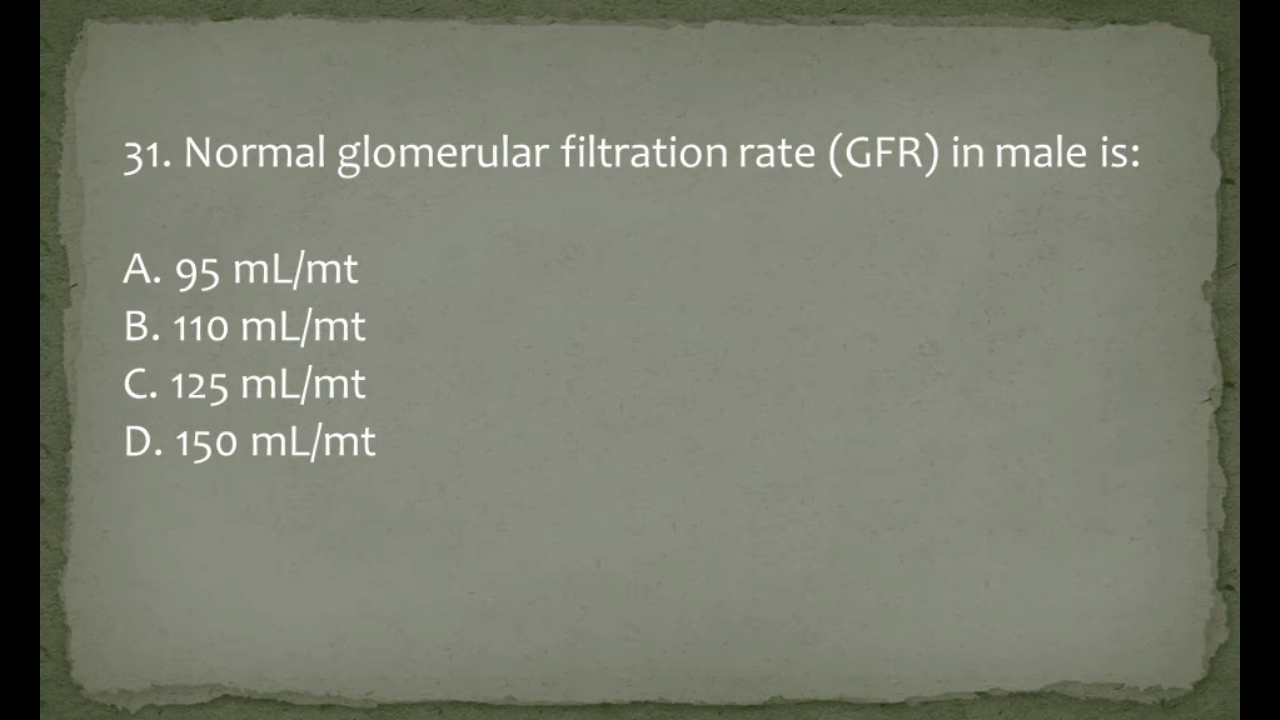 31. Normal glomerular filtration rate (GFR) in male is:
A. 95 mL/mt
B. 110 mL/mt
C. 125 mL/mt
D. 150 mL/mt